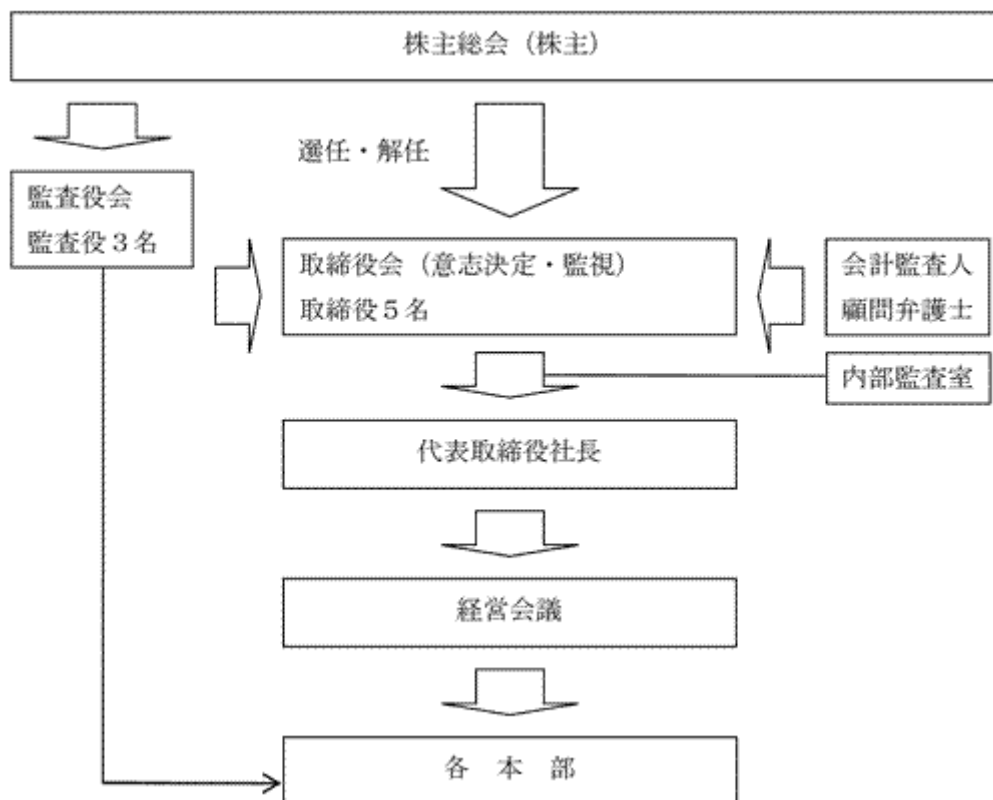 株主総会（株主）
選任・解任
監査役会
監査役３名
取締役会（意志決定・監視）
取締役５名
会計監査人
顧問弁護士
内部監査室
代表取締役社長
経営会議
各　本　部